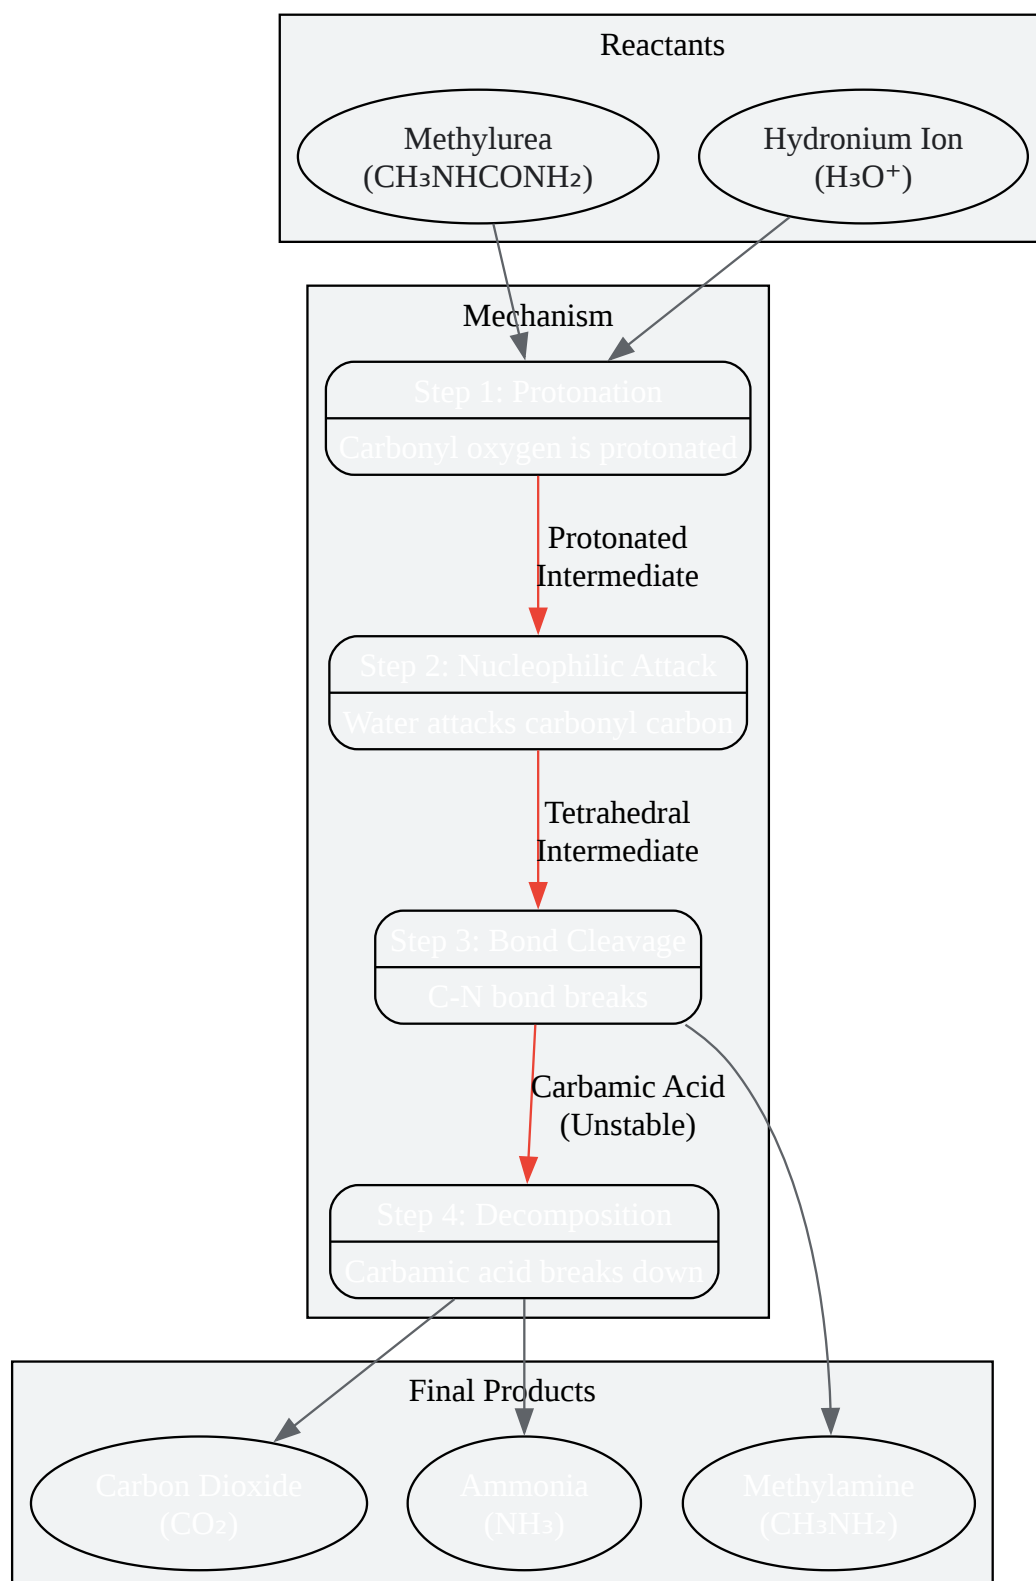 Reactants
Methylurea
(CH₃NHCONH₂)
Hydronium Ion
(H₃O⁺)
Mechanism
Step 1: Protonation
Carbonyl oxygen is protonated
Protonated
Intermediate
Step 2: Nucleophilic Attack
Water attacks carbonyl carbon
Tetrahedral
Intermediate
Step 3: Bond Cleavage
C-N bond breaks
Carbamic Acid
(Unstable)
Step 4: Decomposition
Carbamic acid breaks down
Final Products
Carbon Dioxide
(CO₂)
Ammonia
(NH₃)
Methylamine
(CH₃NH₂)